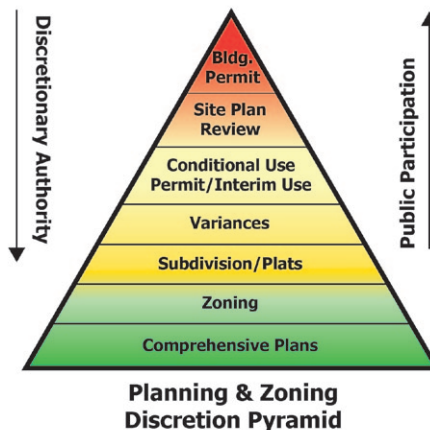 Discretionary Authority
Bldg.
Permit
Site Plan
Review
Conditional Use
Permit/Interim Use
Variances
Subdivision/Plats
Zoning
Comprehensive Plans
Public Participation
Planning & Zoning
Discretion Pyramid